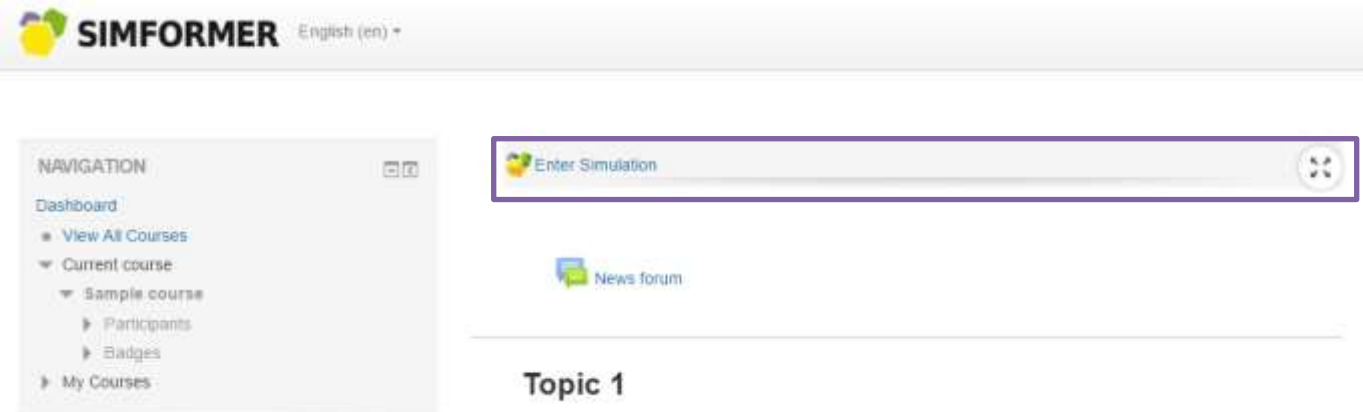 SIMFORMER English (en)
NAVIGATION
Dashboard
View All Courses
Current course
Sample course
Participants
Badges
My Courses
Enter Simulation
News forum
Topic 1